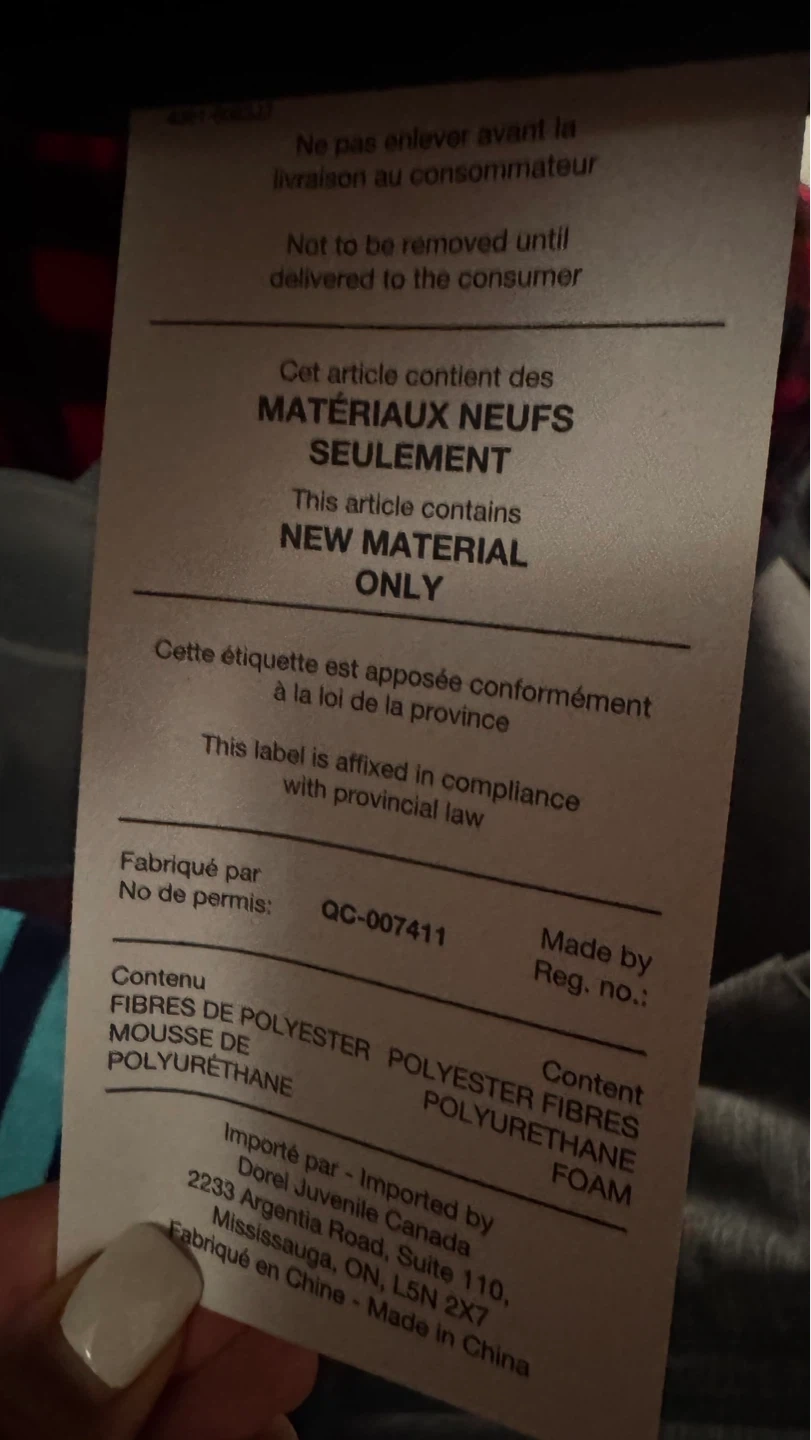 Ne pas enlever avant la
livraison au consommateur
Not to be removed until
delivered to the consumer
Cet article contient des
MATÉRIAUX NEUFS
SEULEMENT
This article contains
NEW MATERIAL
ONLY
Cette étiquette est apposée conformément
à la loi de la province
This label is affixed in compliance
with provincial law
Fabriqué par
No de permis:
QC-007411
Made by
Reg. no.:
Contenu
FIBRES DE POLYESTER
MOUSSE DE
POLYURÉTHANE
Content
POLYESTER FIBRES
POLYURETHANE
FOAM
Importé par - Imported by
Dorel Juvenile Canada
2233 Argentia Road, Suite 110,
Mississauga, ON, L5N 2X7
Fabriqué en Chine - Made in China